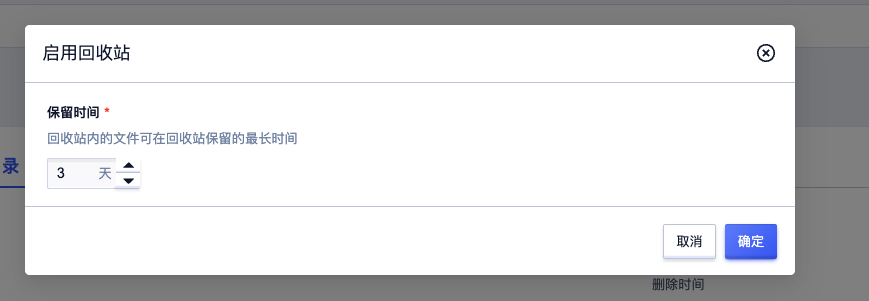 启用回收站
保留时间 *
回收站内的文件可在回收站保留的最长时间
录
3 天
取消 确定
删除时间